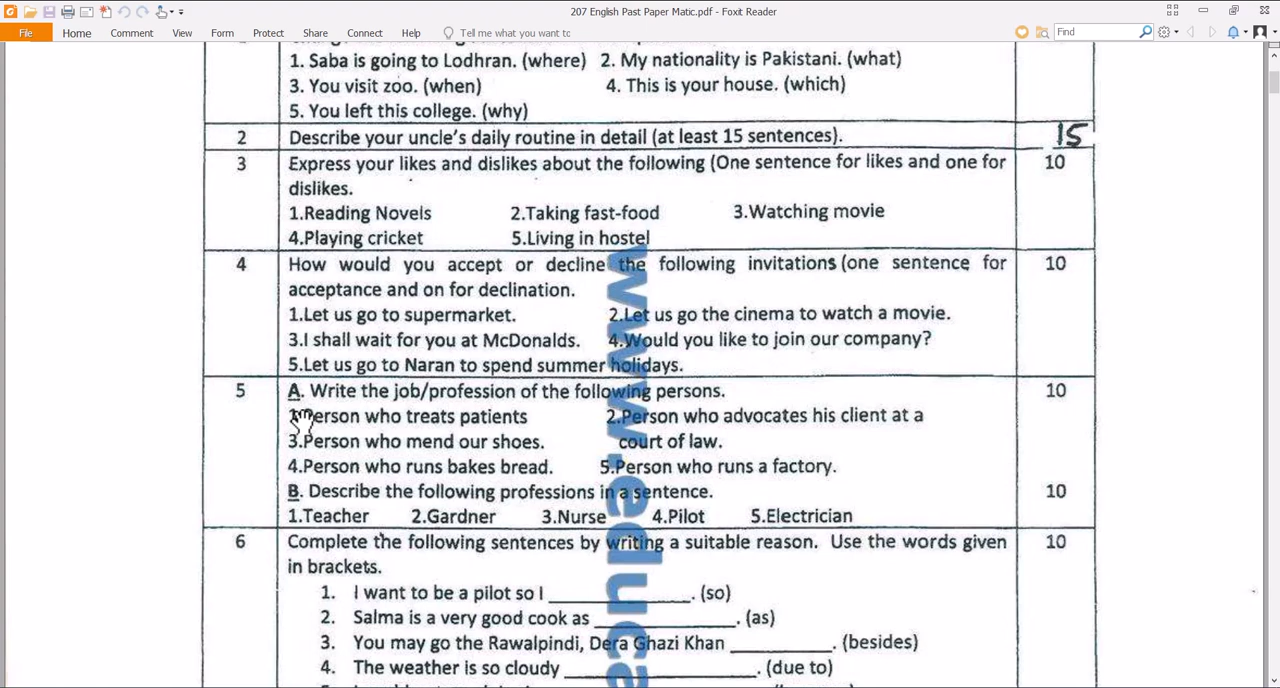 207 English Past Paper Matic.pdf - Foxit Reader
File Home Comment View Form Protect Share Connect Help Tell me what you want to Find
1. Saba is going to Lodhran. (where) 2. My nationality is Pakistani. (what)
3. You visit zoo. (when) 4. This is your house. (which)
5. You left this college. (why)
2 Describe your uncle's daily routine in detail (at least 15 sentences). 15
3 Express your likes and dislikes about the following (One sentence for likes and one for 10
dislikes.
1.Reading Novels 2.Taking fast-food 3.Watching movie
4.Playing cricket 5.Living in hostel
4 How would you accept or decline the following invitations (one sentence for 10
acceptance and on for declination.
1.Let us go to supermarket. 2.Let us go the cinema to watch a movie.
3.I shall wait for you at McDonalds. 4.Would you like to join our company?
5.Let us go to Naran to spend summer holidays.
5 A. Write the job/profession of the following persons. 10
1.Person who treats patients 2.Person who advocates his client at a
3.Person who mend our shoes. court of law.
4.Person who runs bakes bread. 5.Person who runs a factory.
B. Describe the following professions in a sentence. 10
1.Teacher 2.Gardner 3.Nurse 4.Pilot 5.Electrician
6 Complete the following sentences by writing a suitable reason. Use the words given 10
in brackets.
1. I want to be a pilot so I ______________. (so)
2. Salma is a very good cook as ______________. (as)
3. You may go the Rawalpindi, Dera Ghazi Khan __________. (besides)
4. The weather is so cloudy ___________________. (due to)
www.educa